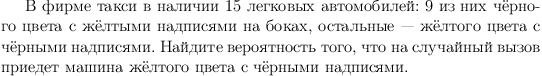 В фирме такси в наличии 15 легковых автомобилей: 9 из них чёрно-
го цвета с жёлтыми надписями на боках, остальные — жёлтого цвета с
чёрными надписями. Найдите вероятность того, что на случайный вызов
приедет машина жёлтого цвета с чёрными надписями.